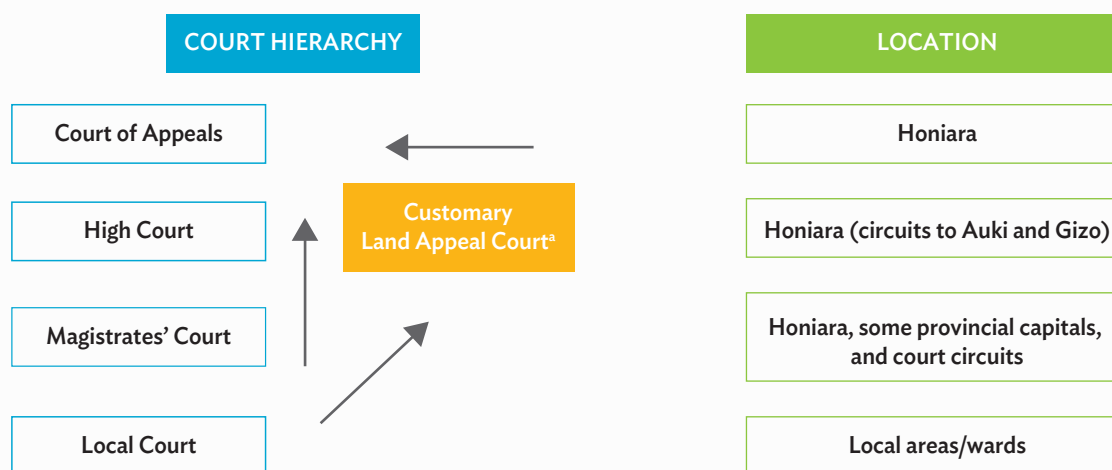 COURT HIERARCHY
LOCATION
Court of Appeals
Honiara
High Court
Customary
Land Appeal Courtᵃ
Honiara (circuits to Auki and Gizo)
Magistrates’ Court
Honiara, some provincial capitals,
and court circuits
Local Court
Local areas/wards